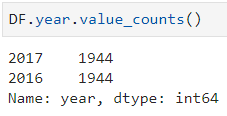 DF.year.value_counts()
2017    1944
2016    1944
Name: year, dtype: int64